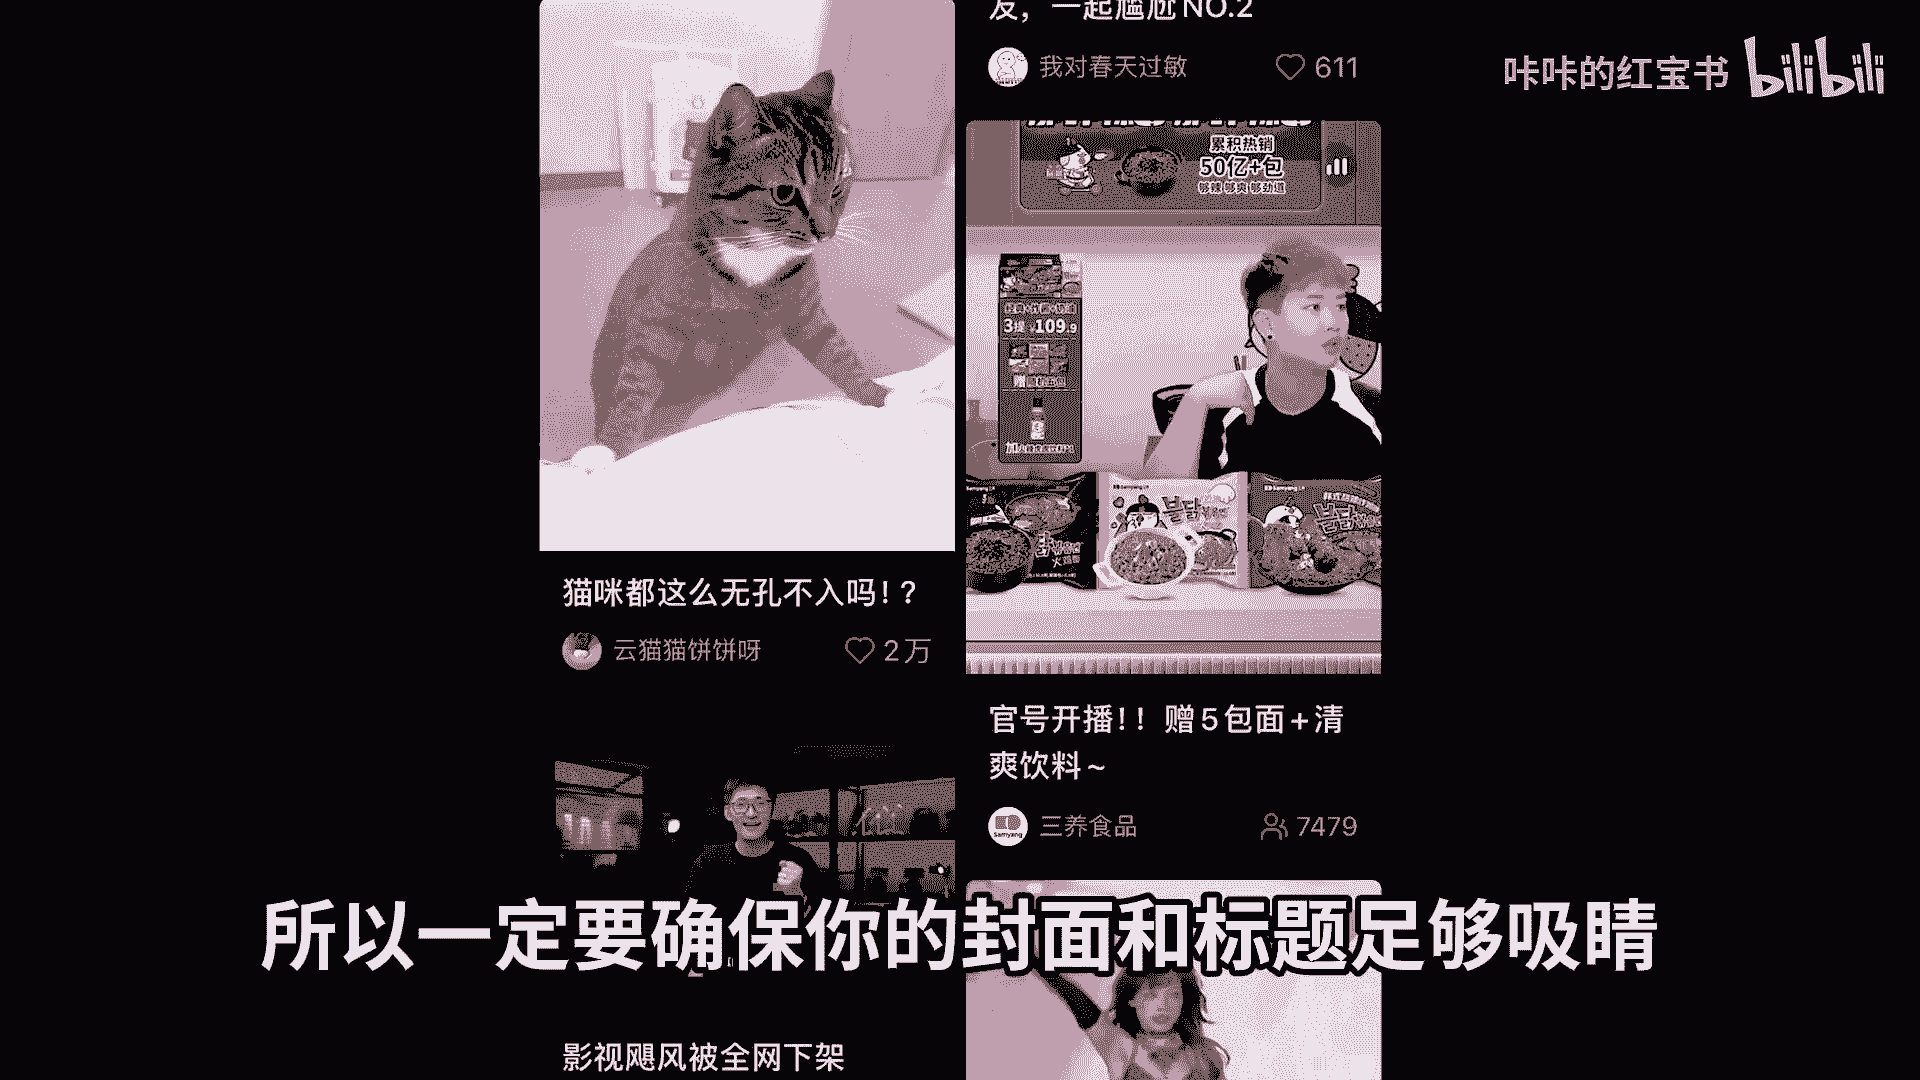 发，一起尴尬NO.2
我对春天过敏
611
咔咔的红宝书
bilibili
累积热销
50亿+包
够辣 够爽 够劲道
3提
109.9
Samyang
불닭
猫咪都这么无孔不入吗！？
云猫猫饼饼呀
2万
官号开播！！赠5包面+清
爽饮料~
三养食品
7479
所以一定要确保你的封面和标题足够吸睛
影视飓风被全网下架